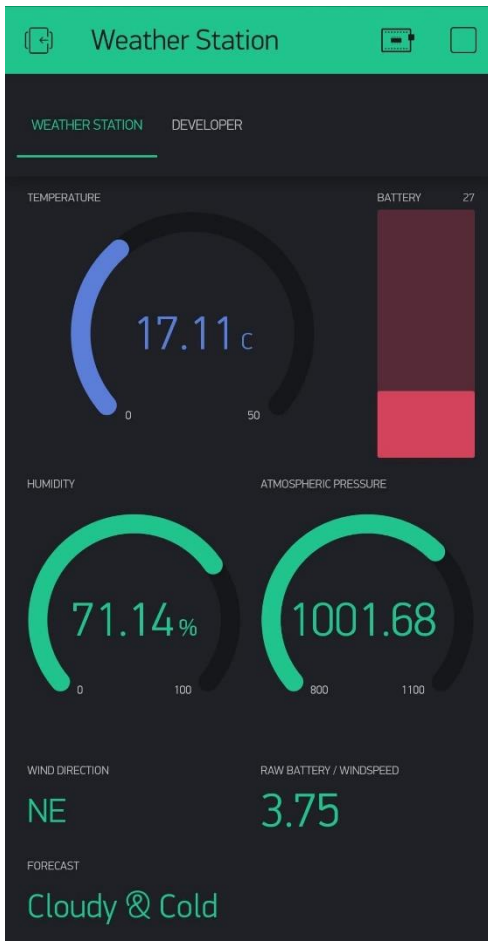 Weather Station
WEATHER STATION DEVELOPER
TEMPERATURE
17.11 C
0 50
BATTERY 27
HUMIDITY
71.14 %
0 100
ATMOSPHERIC PRESSURE
1001.68
800 1100
WIND DIRECTION
NE
RAW BATTERY / WINDSPEED
3.75
FORECAST
Cloudy & Cold